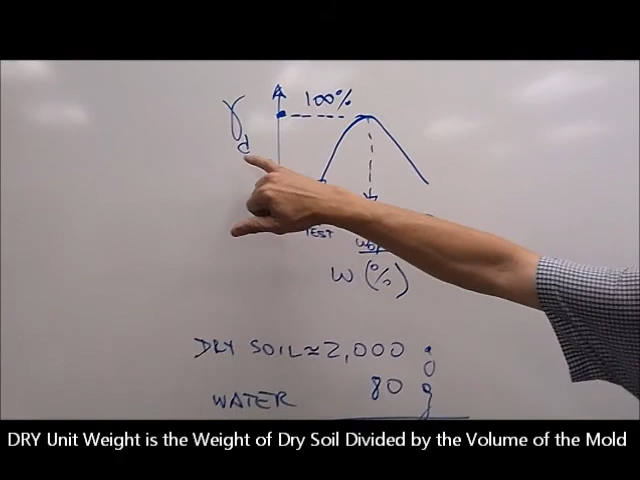 100%
γd
TEST
W (%)
DRY SOIL ≈ 2,000 g
WATER 80 g
DRY Unit Weight is the Weight of Dry Soil Divided by the Volume of the Mold